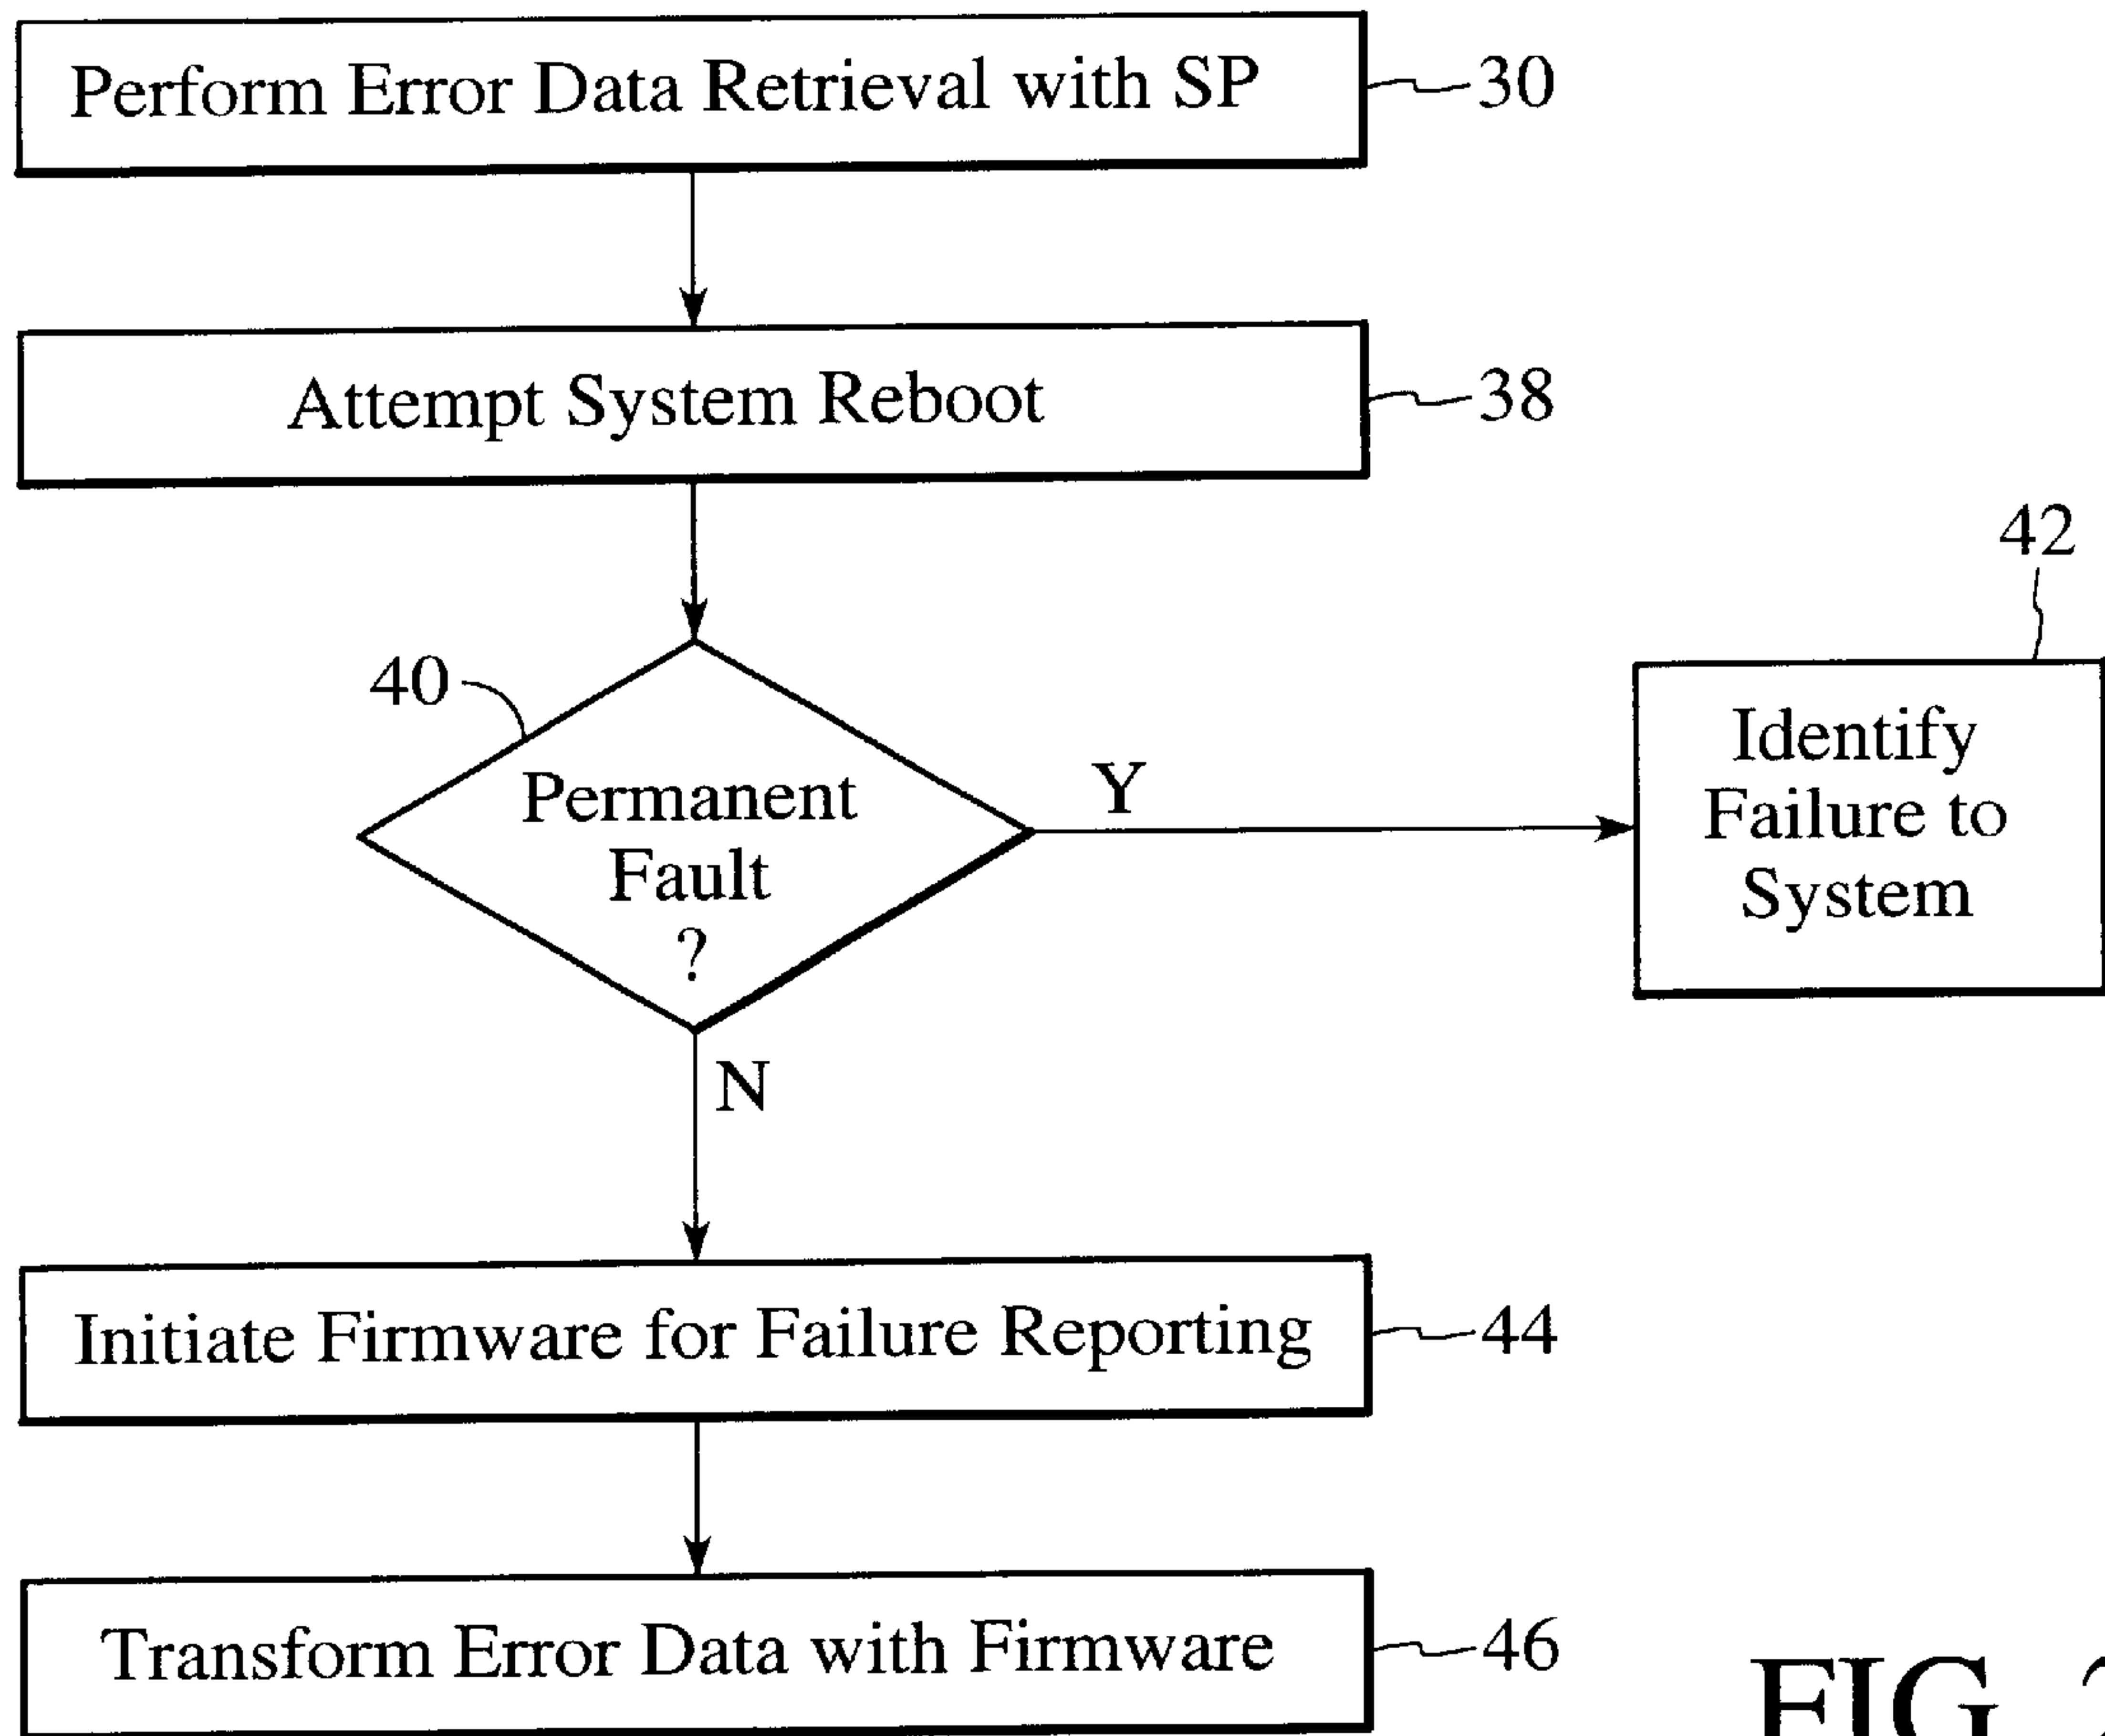 Perform Error Data Retrieval with SP
30
Attempt System Reboot
38
42
40
Permanent
Fault
?
Y
Identify
Failure to
System
N
Initiate Firmware for Failure Reporting
44
Transform Error Data with Firmware
46
FIG.